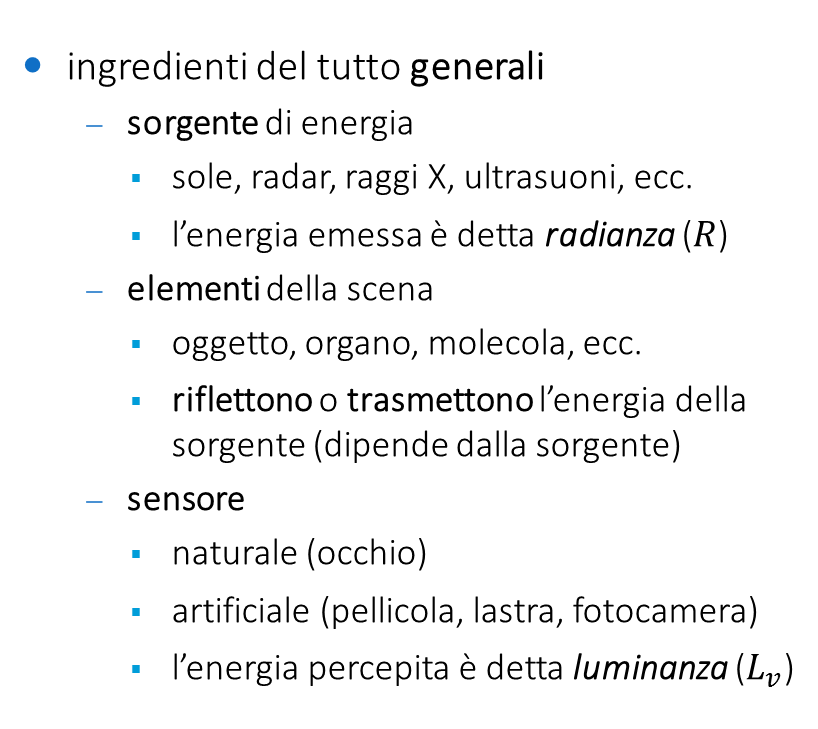 • ingredienti del tutto generali
– sorgente di energia
▪ sole, radar, raggi X, ultrasuoni, ecc.
▪ l’energia emessa è detta radianza (R)
– elementi della scena
▪ oggetto, organo, molecola, ecc.
▪ riflettono o trasmettono l’energia della
sorgente (dipende dalla sorgente)
– sensore
▪ naturale (occhio)
▪ artificiale (pellicola, lastra, fotocamera)
▪ l’energia percepita è detta luminanza (Lᵥ)